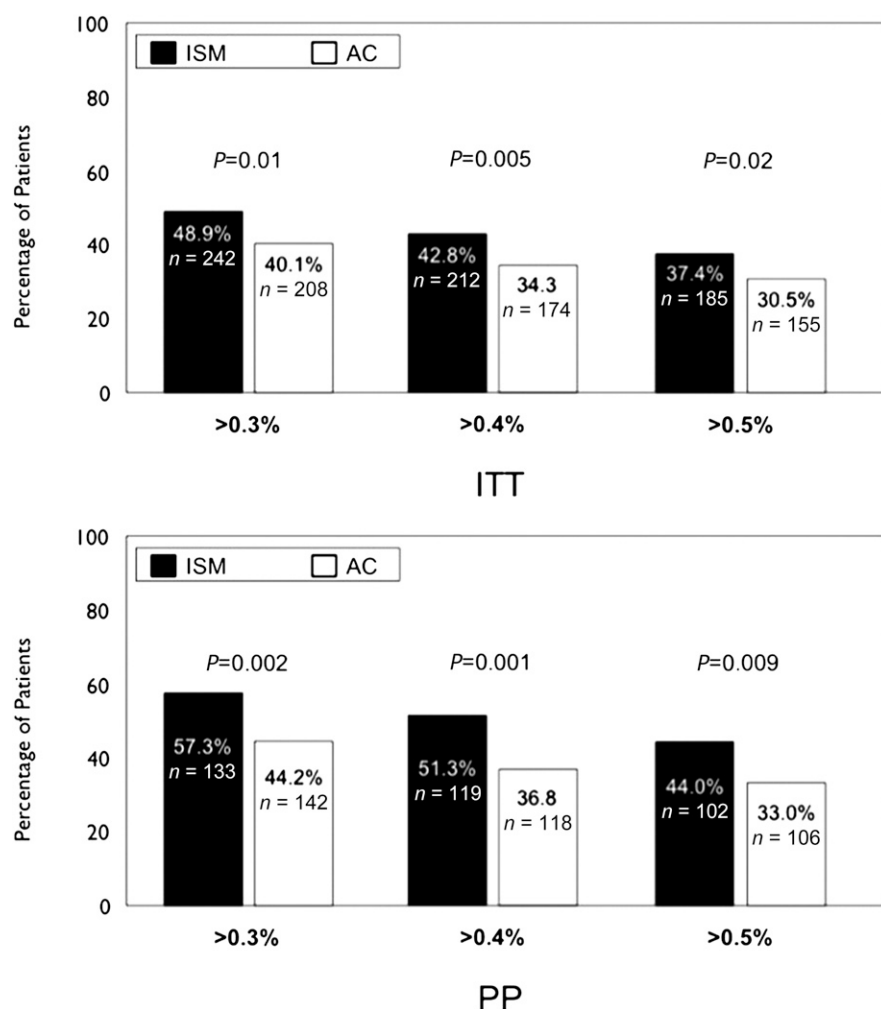 100
80
60
40
20
0
Percentage of Patients
ISM AC
P=0.01 P=0.005 P=0.02
48.9%
n = 242
40.1%
n = 208
42.8%
n = 212
34.3
n = 174
37.4%
n = 185
30.5%
n = 155
>0.3% >0.4% >0.5%
ITT
100
80
60
40
20
0
Percentage of Patients
ISM AC
P=0.002 P=0.001 P=0.009
57.3%
n = 133
44.2%
n = 142
51.3%
n = 119
36.8
n = 118
44.0%
n = 102
33.0%
n = 106
>0.3% >0.4% >0.5%
PP